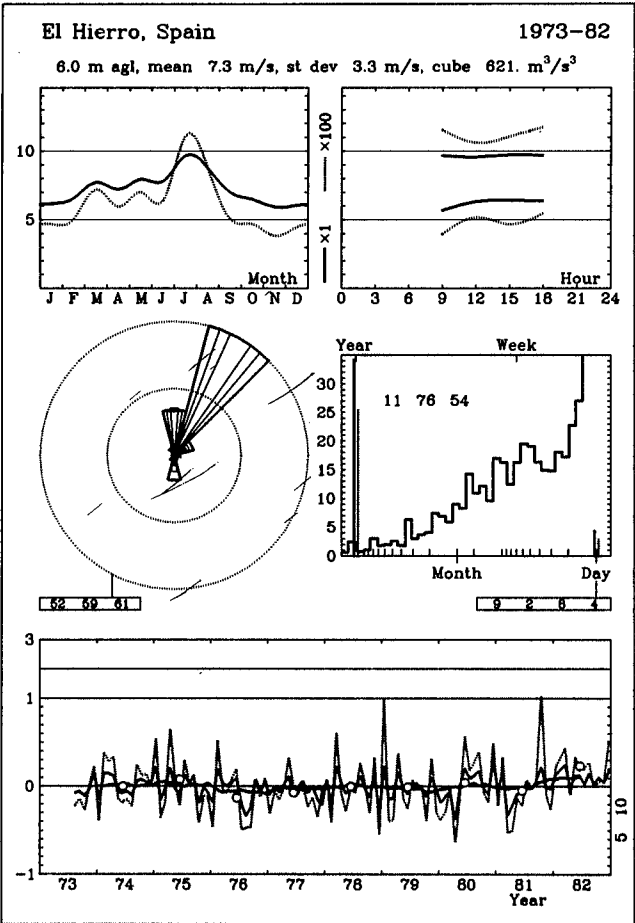 El Hierro, Spain 1973-82
6.0 m agl, mean 7.3 m/s, st dev 3.3 m/s, cube 621. m³/s³
10
5
J F M A M J J A S O N D
Month
×1 ×100
0 3 6 9 12 15 18 21 24
Hour
Year Week
35
30
25
20
15
10
5
0
11 76 54
Month Day
52 59 61
9 2 8 4
3
1
0
-1
73 74 75 76 77 78 79 80 81 82
Year
5 10